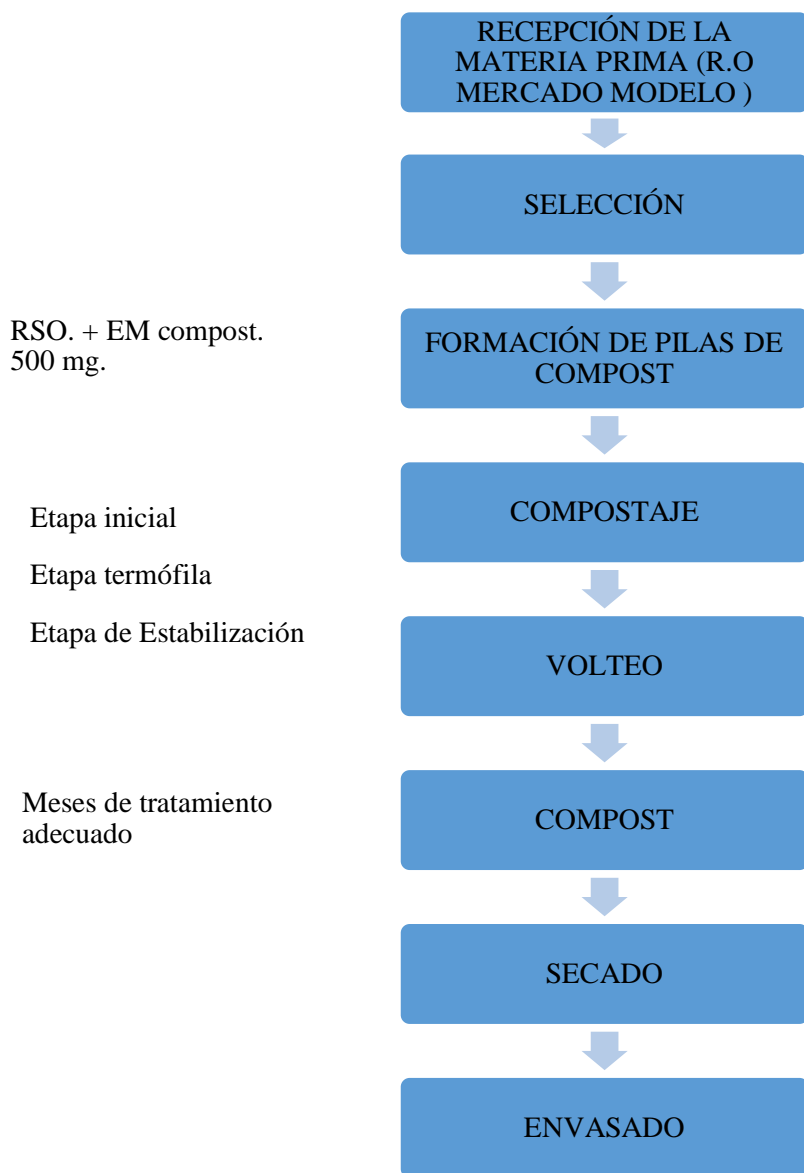 RECEPCIÓN DE LA
MATERIA PRIMA (R.O
MERCADO MODELO )
SELECCIÓN
RSO. + EM compost.
500 mg.
FORMACIÓN DE PILAS DE
COMPOST
Etapa inicial
Etapa termófila
Etapa de Estabilización
COMPOSTAJE
VOLTEO
Meses de tratamiento
adecuado
COMPOST
SECADO
ENVASADO